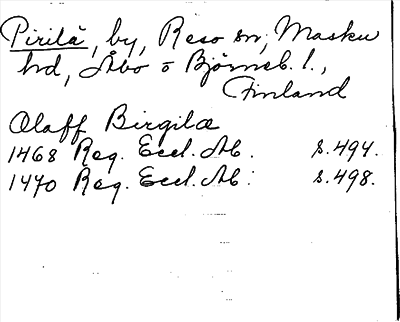 Pirilä, by, Reso sn, Masku
hd, Åbo o Björneb. l.,
Finland
Olaff Birgilæ
1468 Reg. Eccl. Ab. s. 494.
1470 Reg. Eccl. Ab. s. 498.